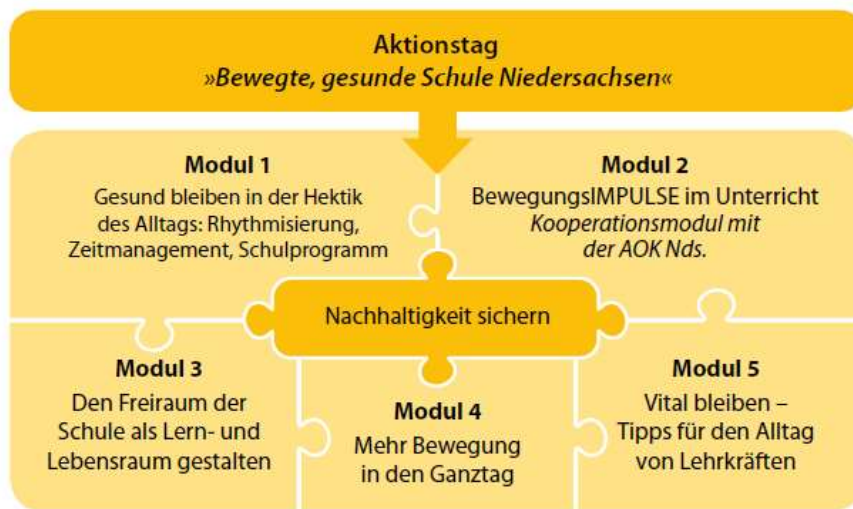 Aktionstag
»Bewegte, gesunde Schule Niedersachsen«
Modul 1
Gesund bleiben in der Hektik
des Alltags: Rhythmisierung,
Zeitmanagement, Schulprogramm
Modul 2
BewegungsIMPULSE im Unterricht
Kooperationsmodul mit
der AOK Nds.
Nachhaltigkeit sichern
Modul 3
Den Freiraum der
Schule als Lern- und
Lebensraum gestalten
Modul 4
Mehr Bewegung
in den Ganztag
Modul 5
Vital bleiben –
Tipps für den Alltag
von Lehrkräften